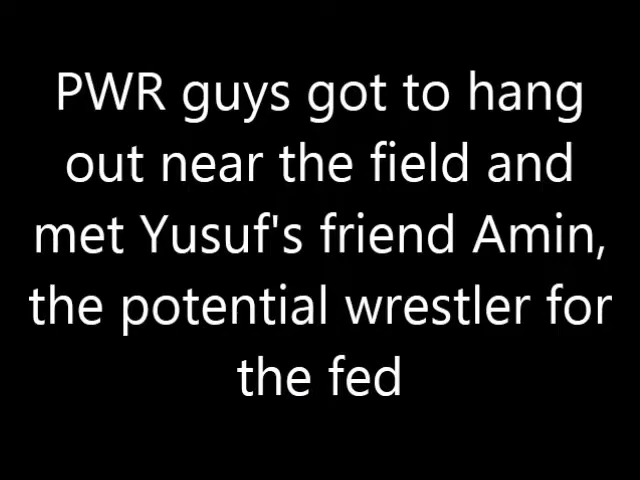 PWR guys got to hang
out near the field and
met Yusuf's friend Amin,
the potential wrestler for
the fed